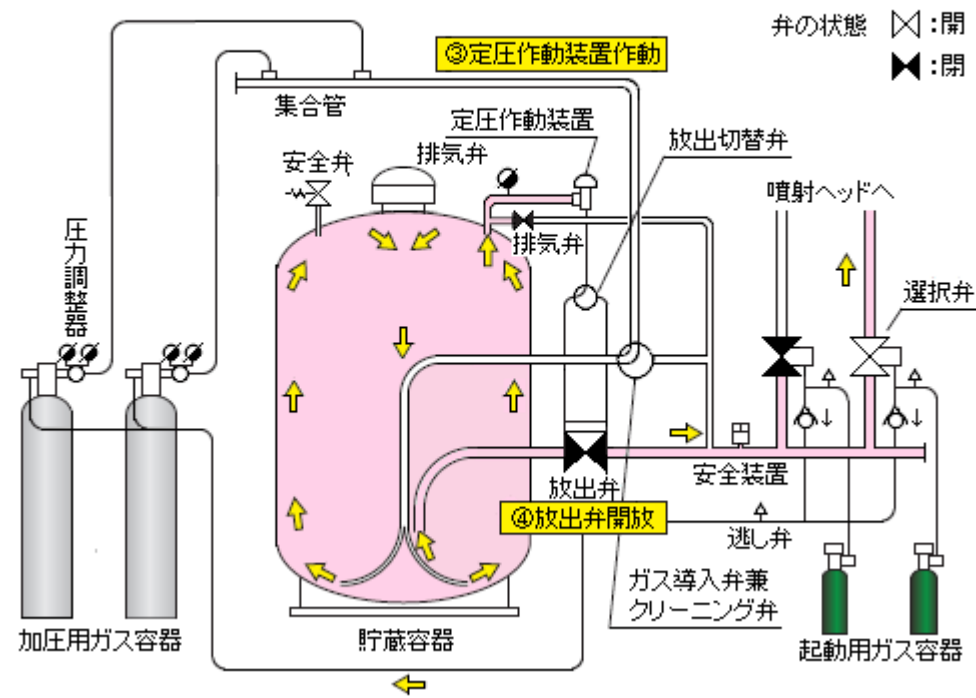 弁の状態 :開
:閉
③定圧作動装置作動
集合管
定圧作動装置
放出切替弁
安全弁
排気弁
噴射ヘッドへ
排気弁
圧力調整器
選択弁
安全装置
放出弁
④放出弁開放
逃し弁
ガス導入弁兼
クリーニング弁
加圧用ガス容器
貯蔵容器
起動用ガス容器